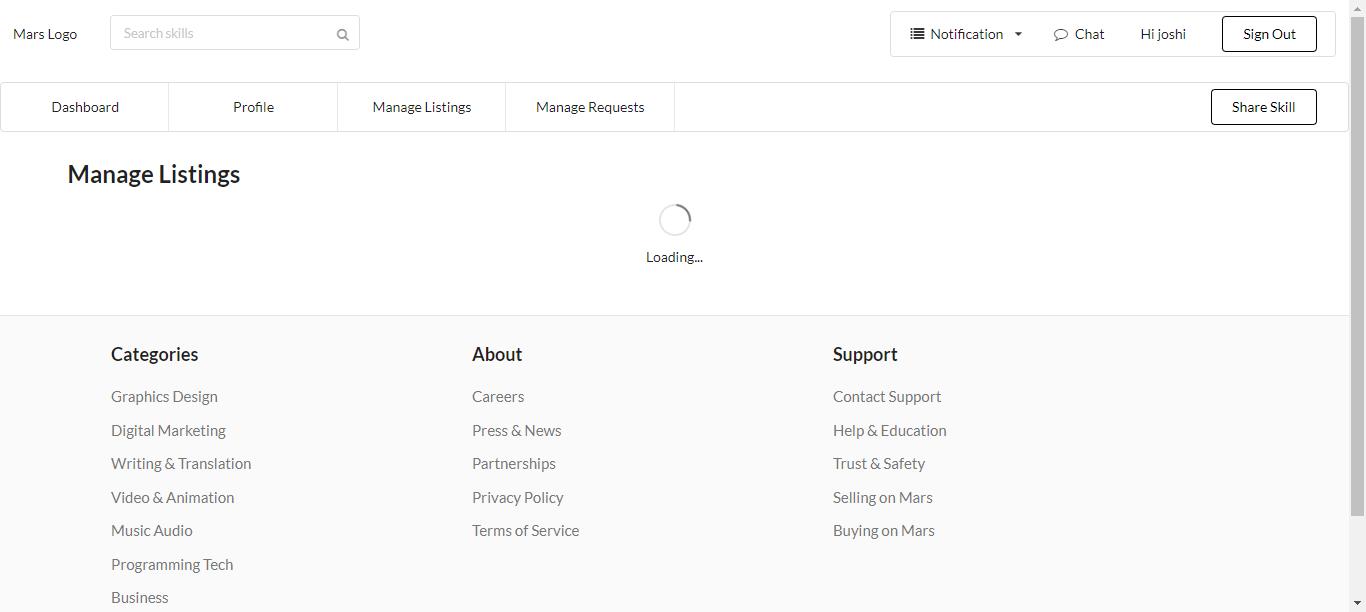 Mars Logo
Search skills
Notification
Chat
Hi joshi
Sign Out
Dashboard
Profile
Manage Listings
Manage Requests
Share Skill
Manage Listings
Loading...
Categories
Graphics Design
Digital Marketing
Writing & Translation
Video & Animation
Music Audio
Programming Tech
Business
About
Careers
Press & News
Partnerships
Privacy Policy
Terms of Service
Support
Contact Support
Help & Education
Trust & Safety
Selling on Mars
Buying on Mars